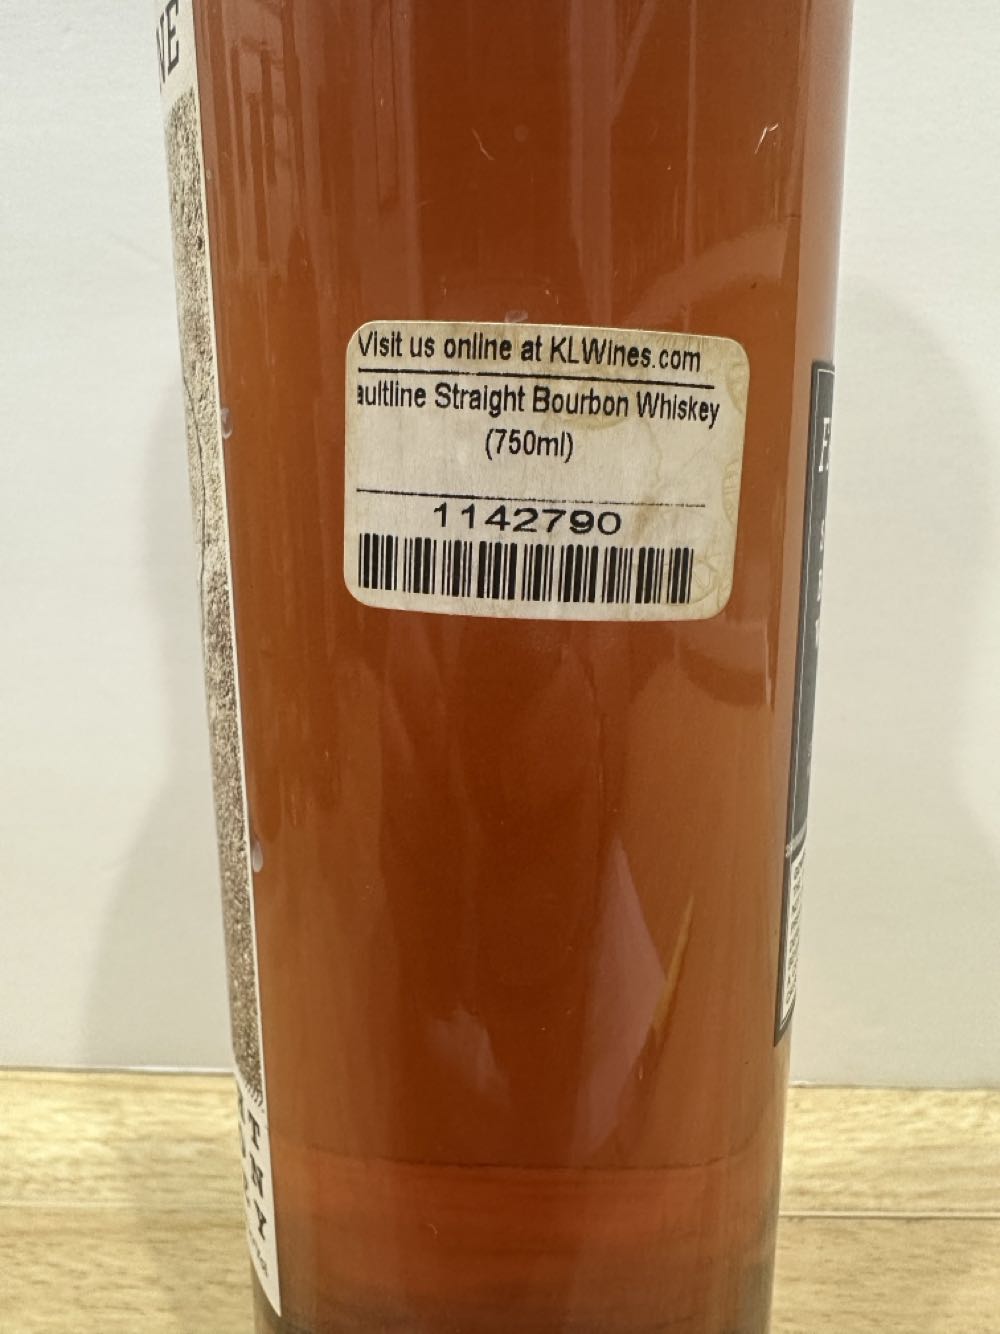 Visit us online at KLWines.com
aultline Straight Bourbon Whiskey
(750ml)
1142790